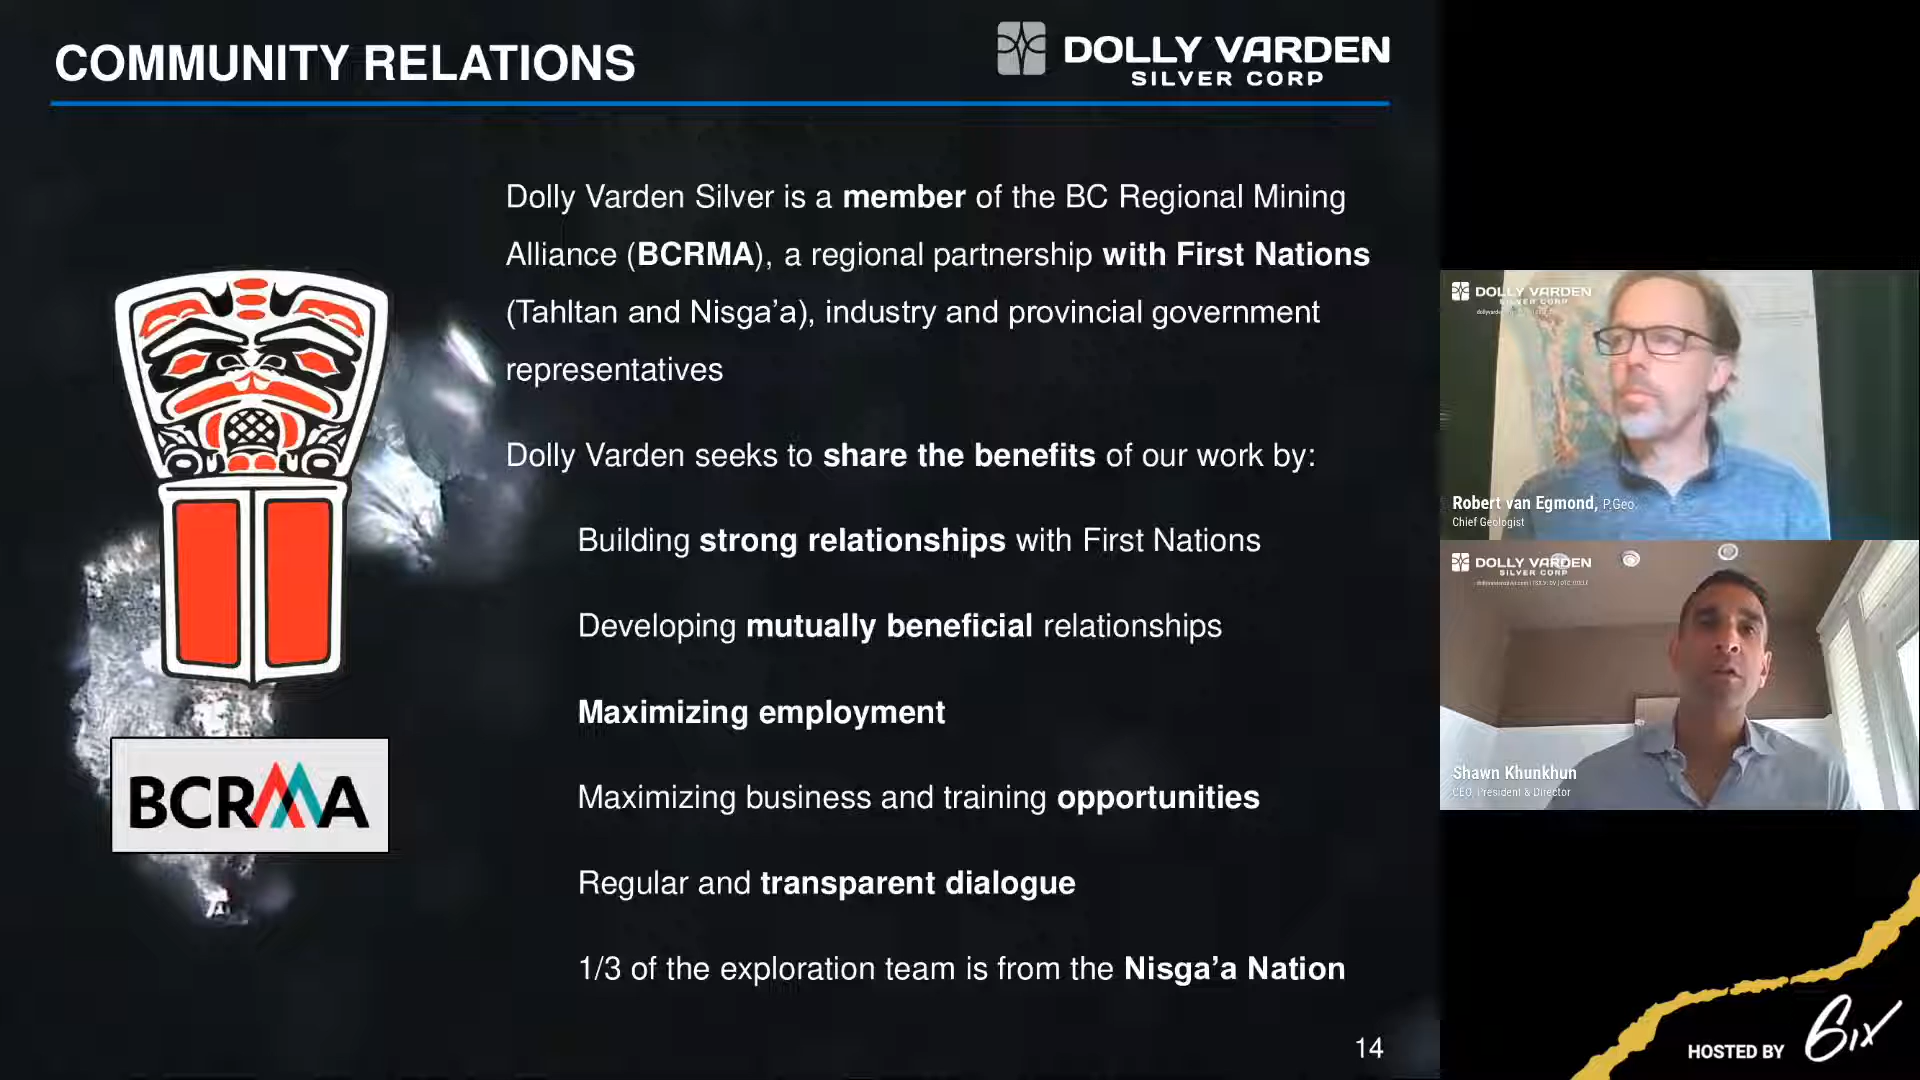 COMMUNITY RELATIONS
DOLLY VARDEN
SILVER CORP
Dolly Varden Silver is a member of the BC Regional Mining
Alliance (BCRMA), a regional partnership with First Nations
(Tahltan and Nisga’a), industry and provincial government
representatives
Dolly Varden seeks to share the benefits of our work by:
Building strong relationships with First Nations
Developing mutually beneficial relationships
Maximizing employment
Maximizing business and training opportunities
Regular and transparent dialogue
1/3 of the exploration team is from the Nisga’a Nation
BCRMA
14
DOLLY VARDEN
SILVER CORP
Robert van Egmond, P.Geo.
Chief Geologist
DOLLY VARDEN
SILVER CORP
Shawn Khunkhun
CEO, President & Director
HOSTED BY 6ix